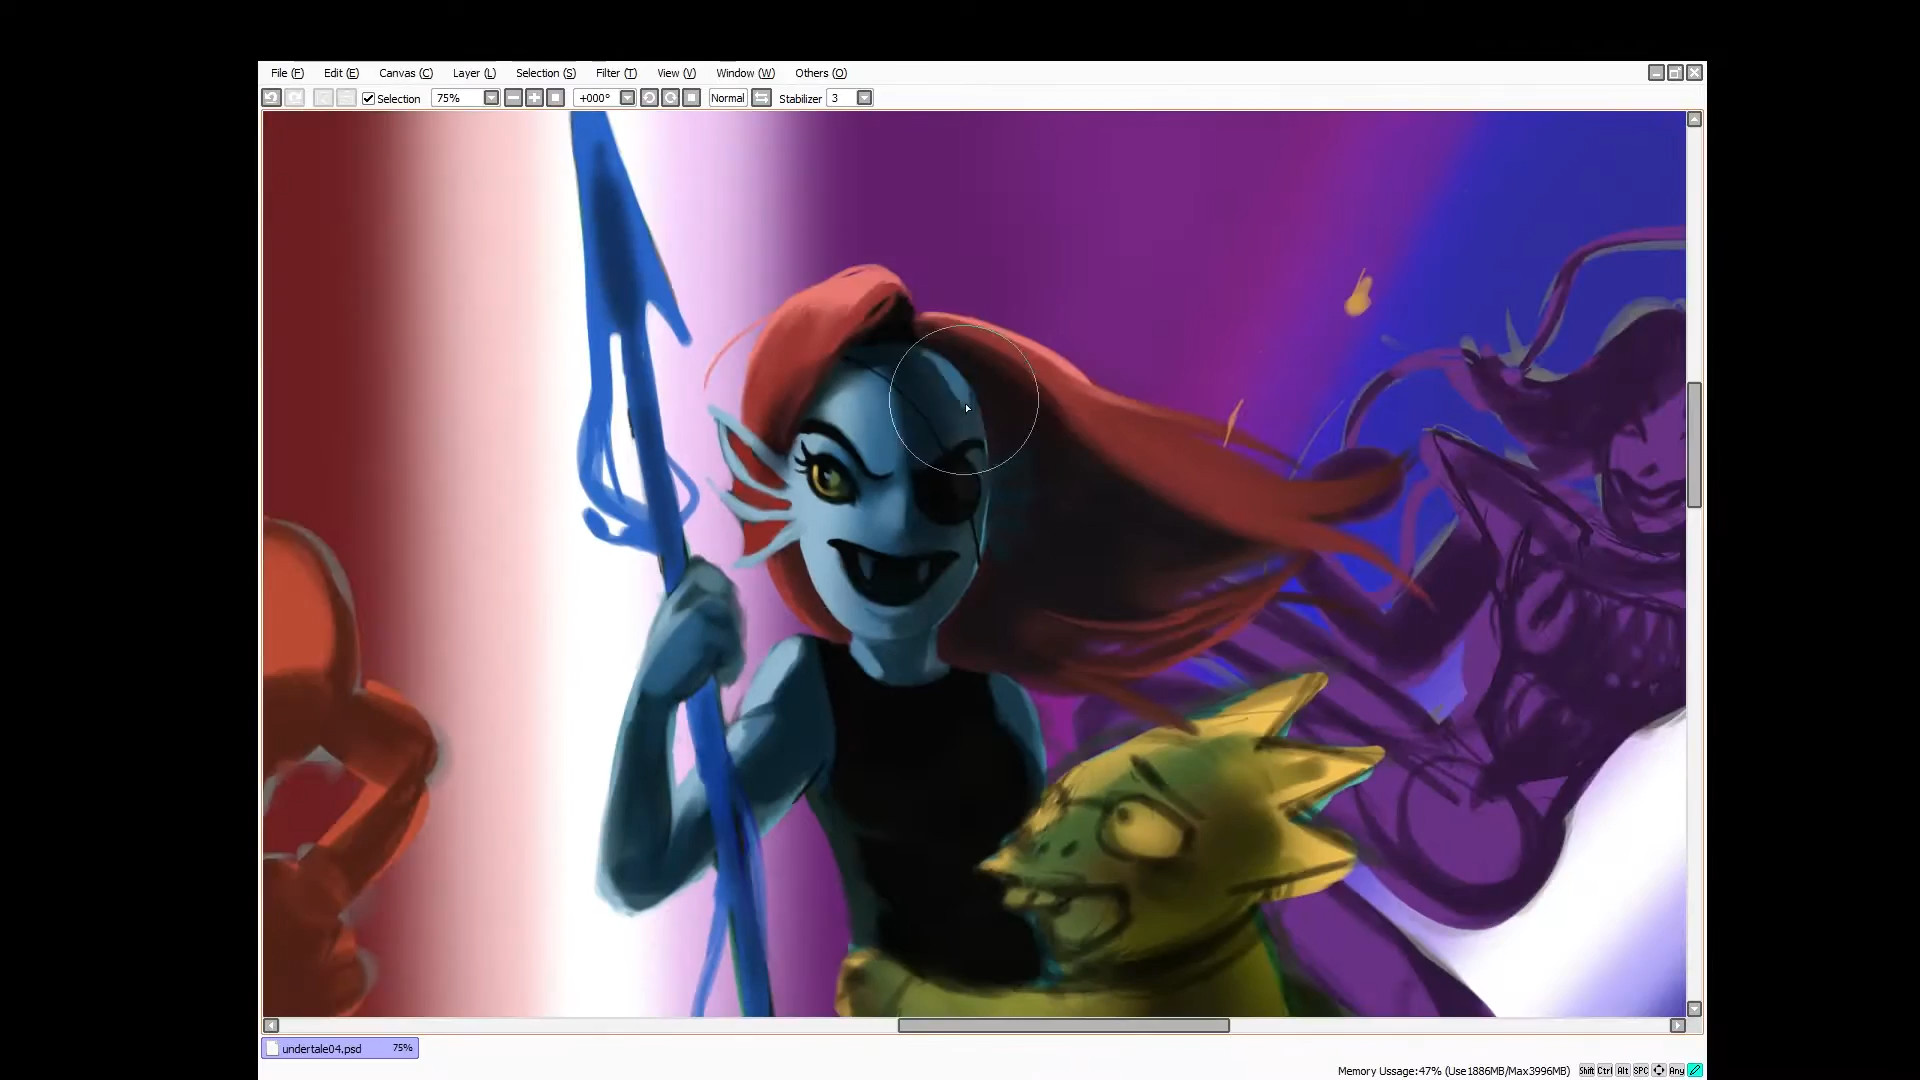 File (F) Edit (E) Canvas (C) Layer (L) Selection (S) Filter (T) View (V) Window (W) Others (O)
Selection 75% +000° Normal Stabilizer 3
undertale04.psd 75%
Memory Ussage:47% (Use1886MB/Max3996MB) Shift Ctrl Alt SPC Any